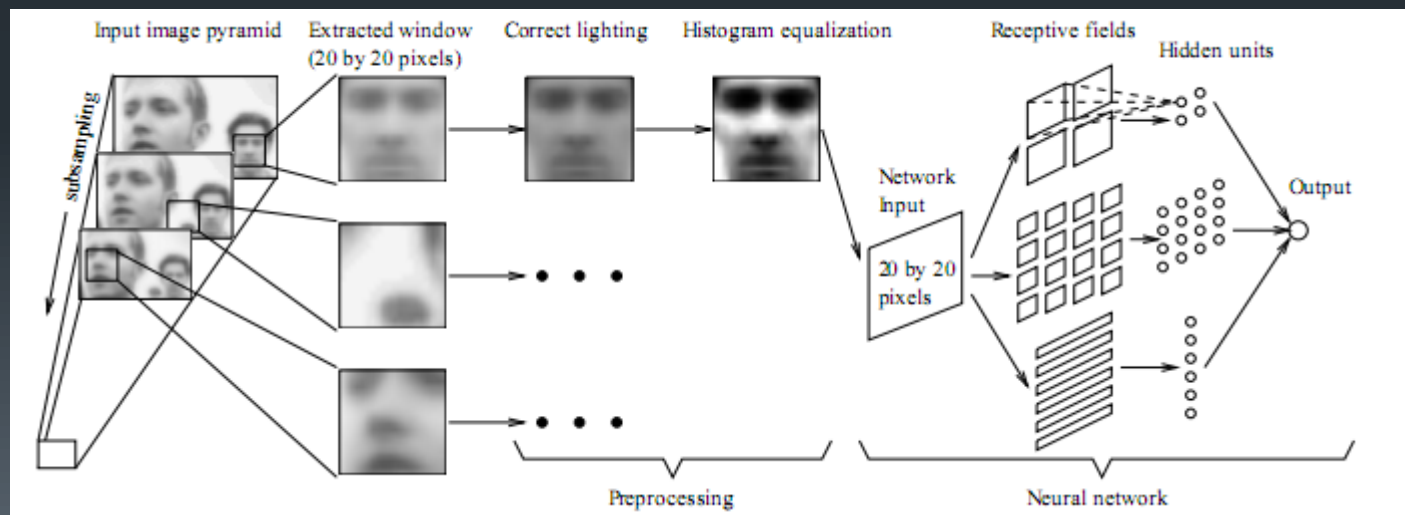 Input image pyramid
Extracted window
(20 by 20 pixels)
Correct lighting
Histogram equalization
Receptive fields
Hidden units
subsampling
Network
Input
20 by 20
pixels
Output
Preprocessing
Neural network